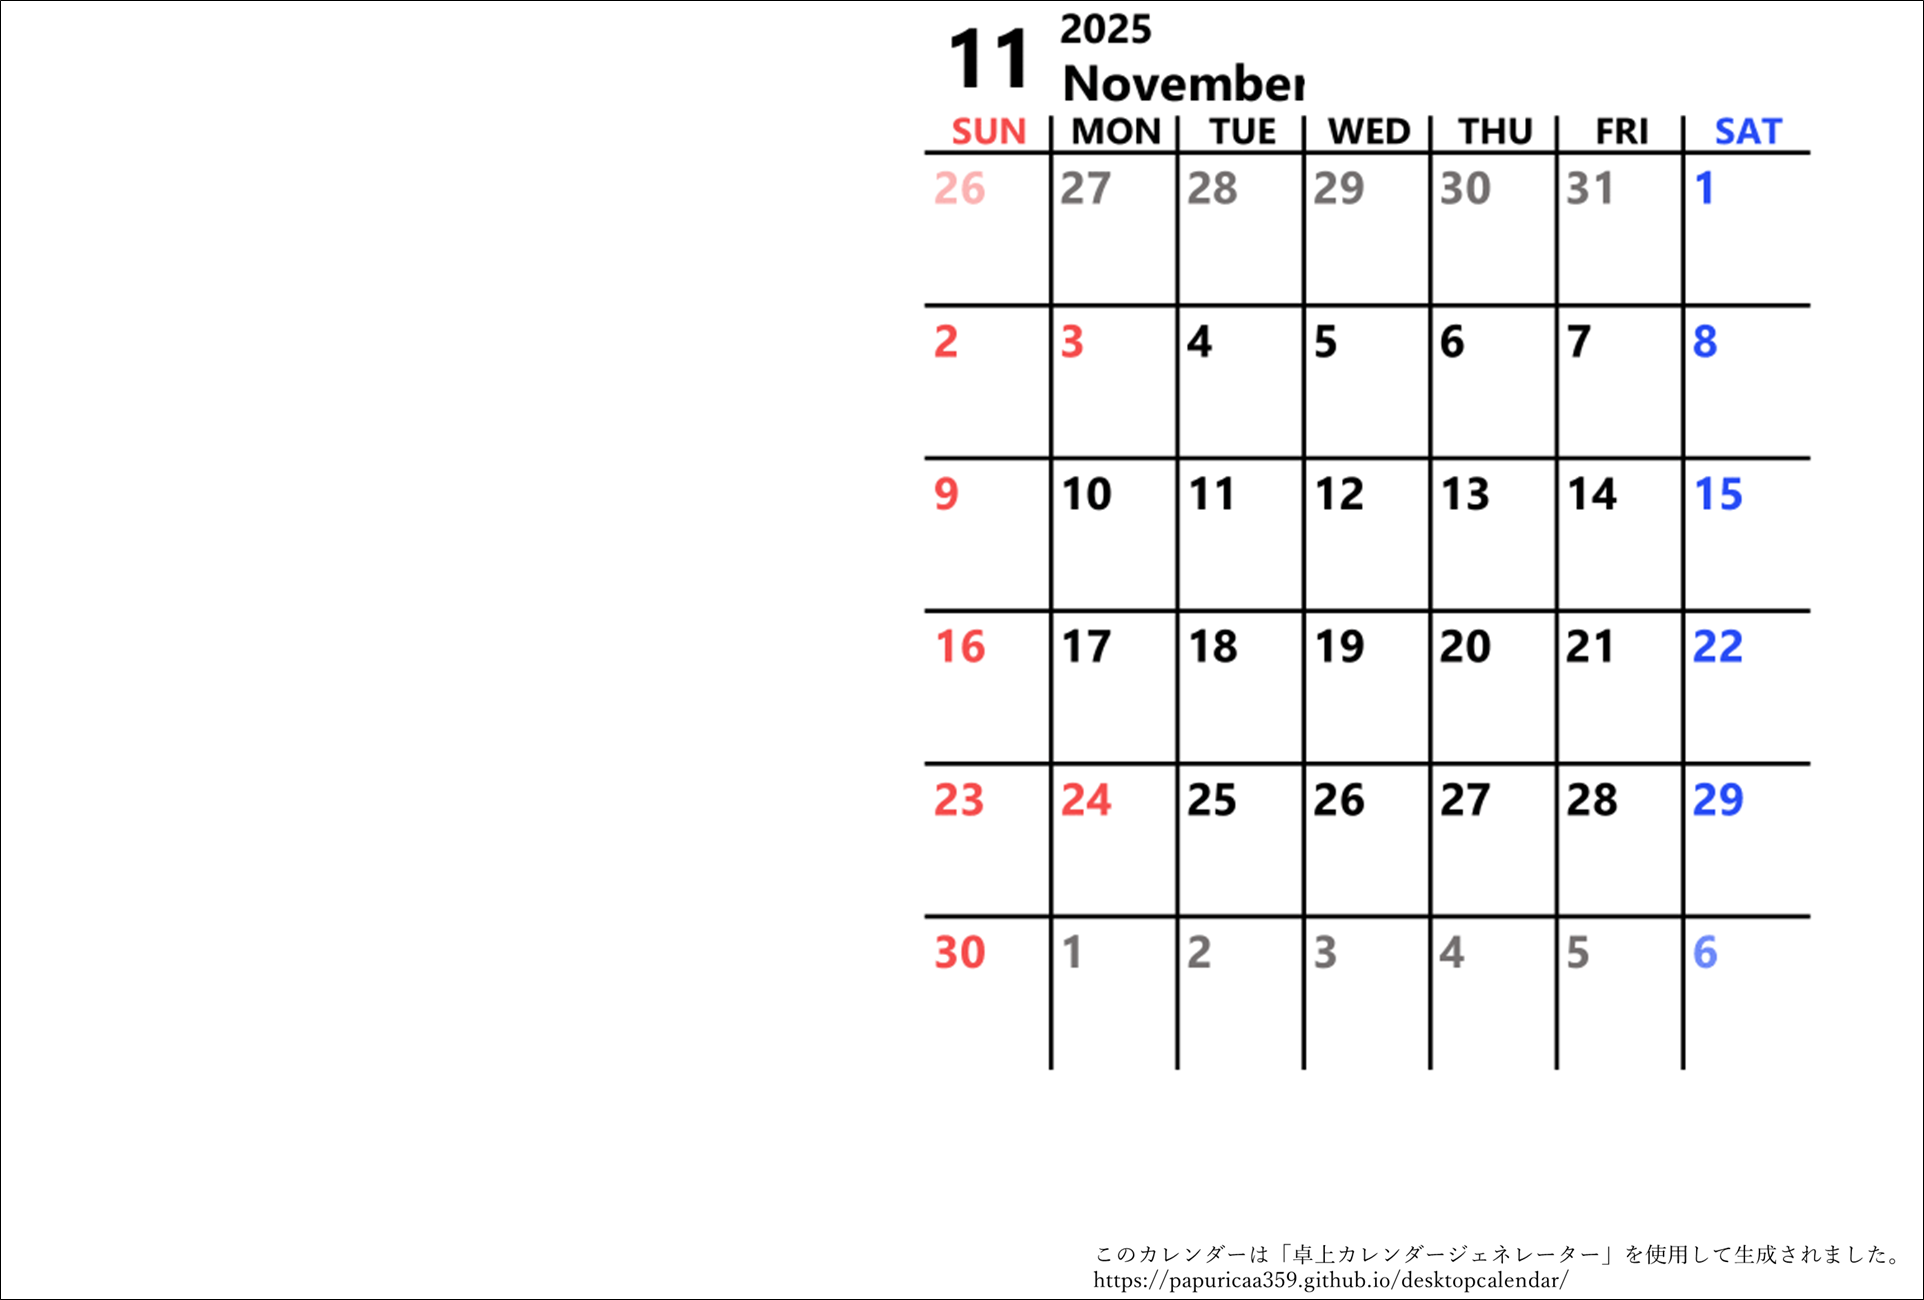 11 2025
November
SUN MON TUE WED THU FRI SAT
26 27 28 29 30 31 1
2 3 4 5 6 7 8
9 10 11 12 13 14 15
16 17 18 19 20 21 22
23 24 25 26 27 28 29
30 1 2 3 4 5 6
このカレンダーは「卓上カレンダージェネレーター」を使用して生成されました。
https://papuricaa359.github.io/desktopcalendar/